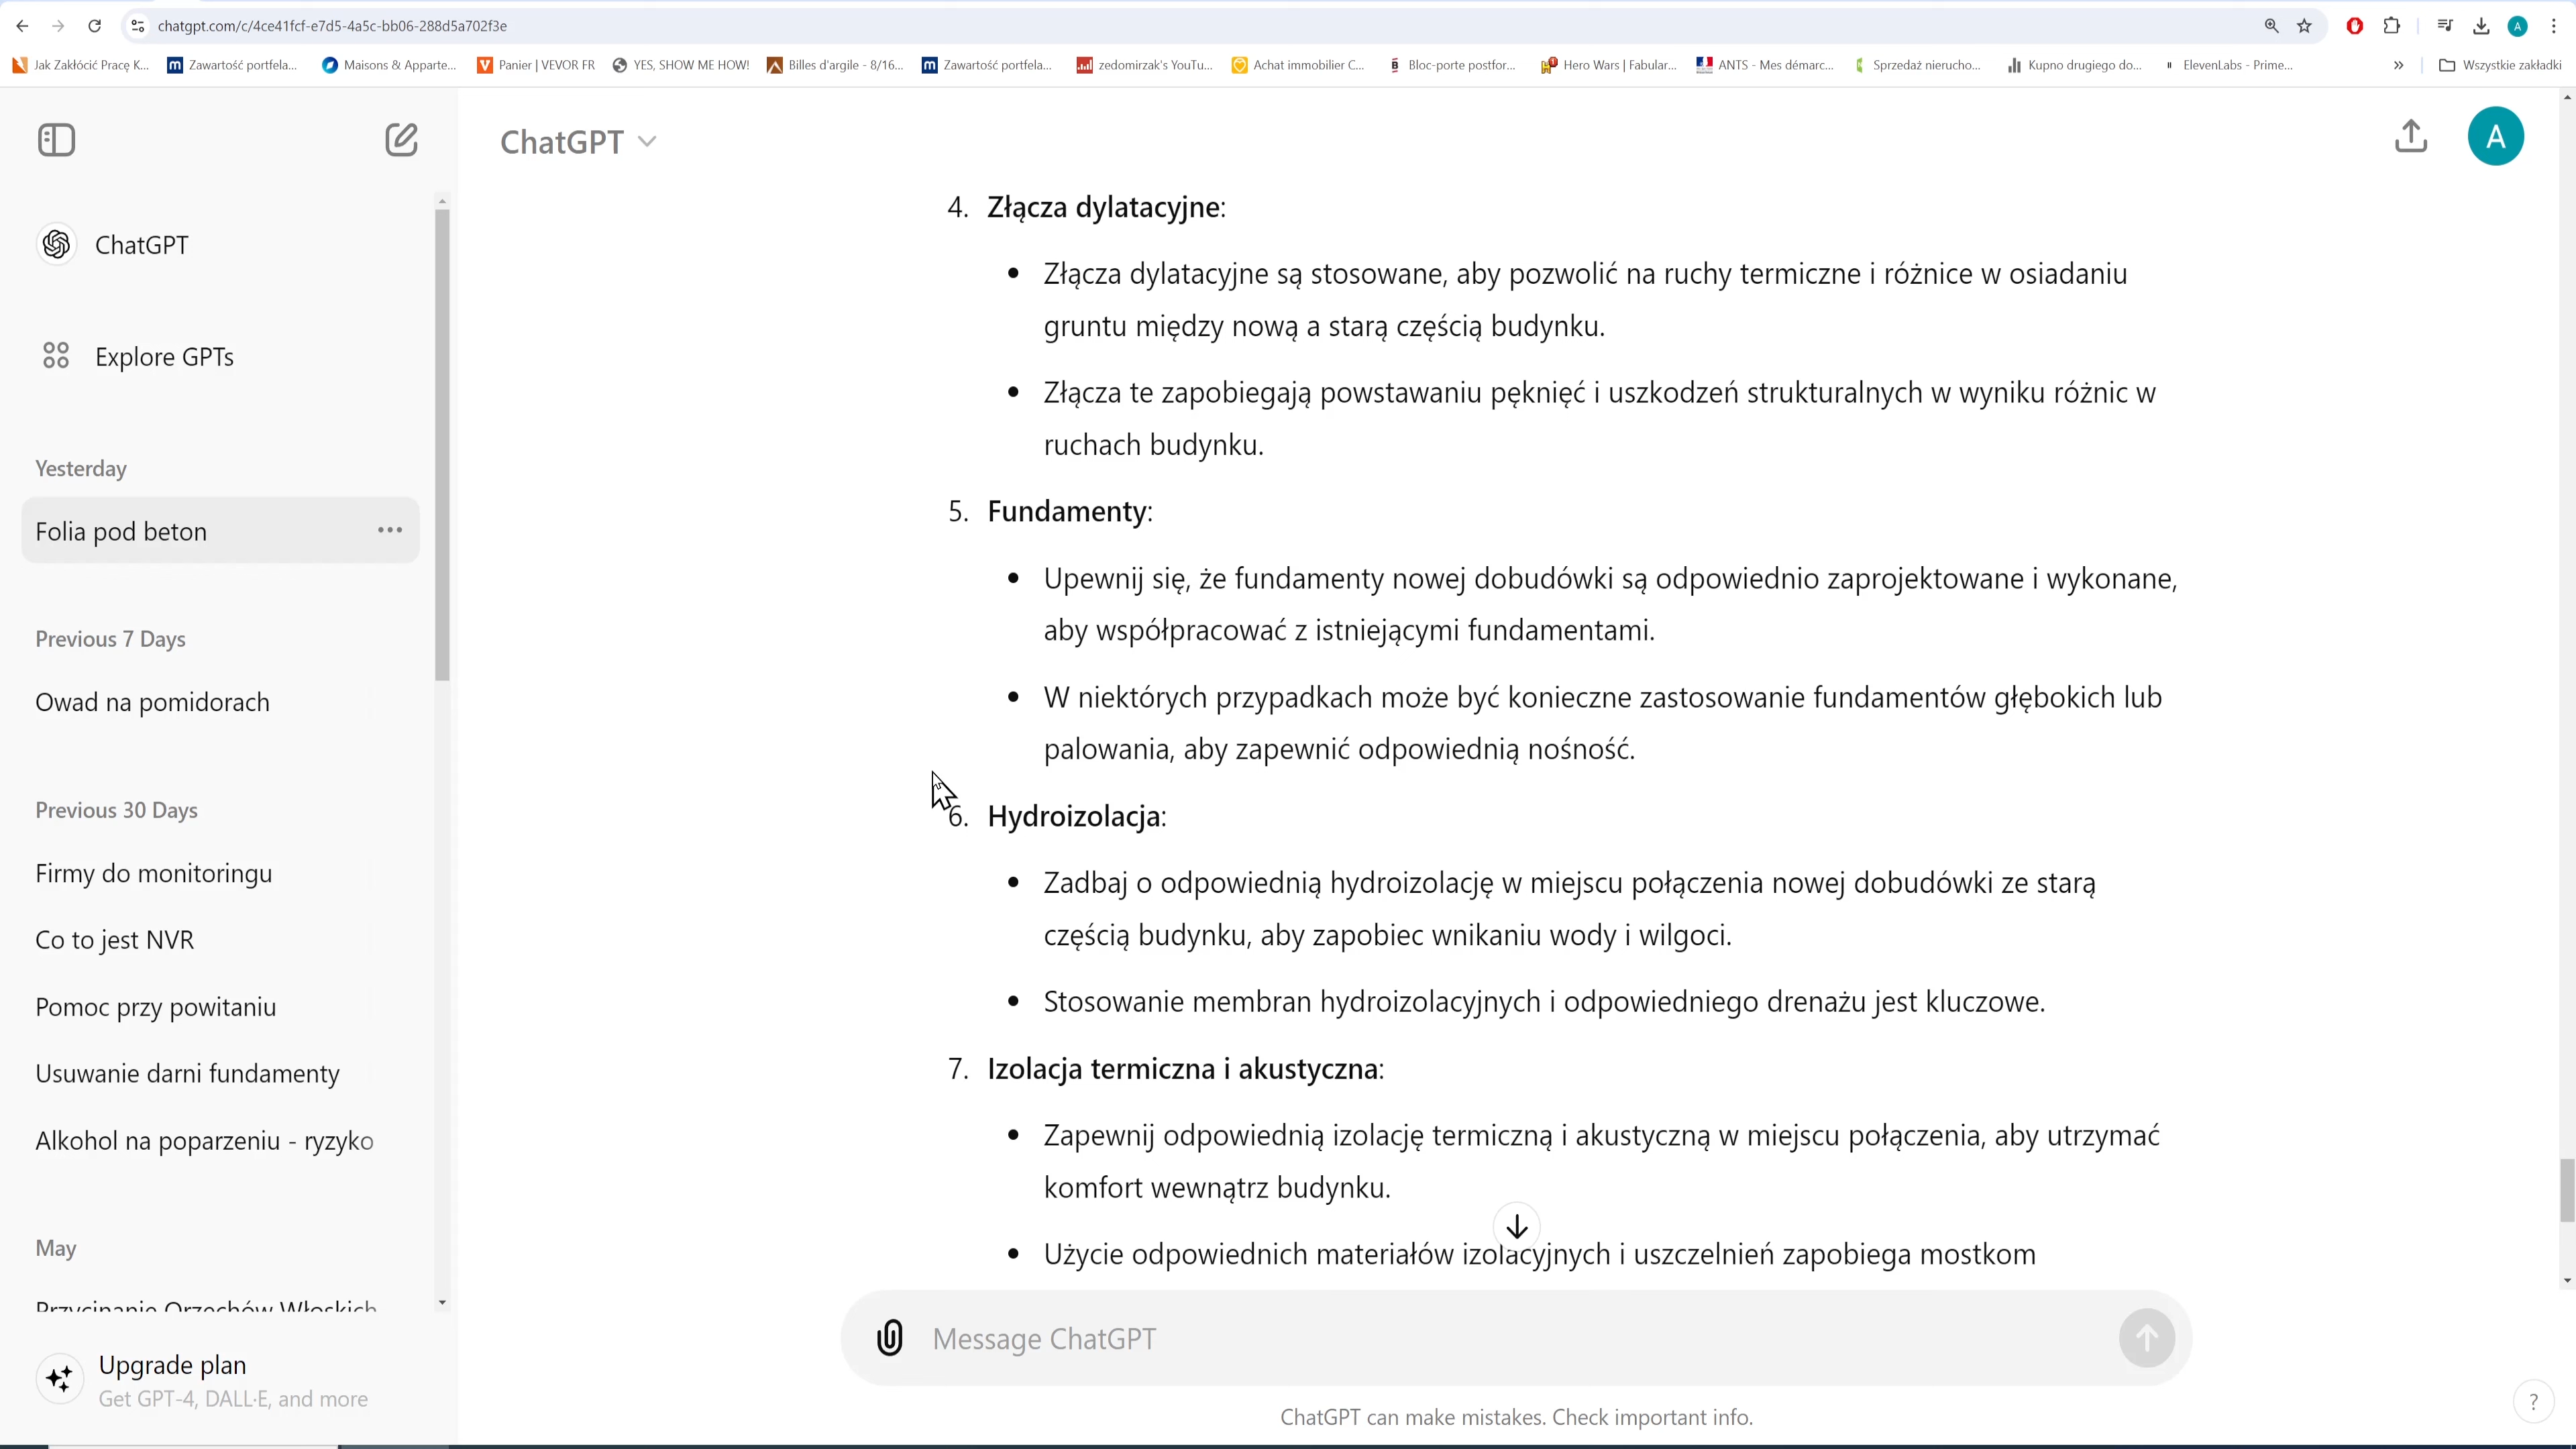 chatgpt.com/c/4ce41fcf-e7d5-4a5c-bb06-288d5a702f3e
A
Jak Zakłócić Pracę K...
Zawartość portfela...
Maisons & Apparte...
Panier | VEVOR FR
YES, SHOW ME HOW!
Billes d'argile - 8/16...
Zawartość portfela...
zedomirzak's YouTu...
Achat immobilier C...
Bloc-porte postfor...
Hero Wars | Fabular...
ANTS - Mes démarc...
Sprzedaż nierucho...
Kupno drugiego do...
ElevenLabs - Prime...
Wszystkie zakładki
ChatGPT
Explore GPTs
Yesterday
Folia pod beton
Previous 7 Days
Owad na pomidorach
Previous 30 Days
Firmy do monitoringu
Co to jest NVR
Pomoc przy powitaniu
Usuwanie darni fundamenty
Alkohol na poparzeniu - ryzyko
May
Przycinanie Orzechów Włoskich
Upgrade plan
Get GPT-4, DALL·E, and more
ChatGPT
A
4. Złącza dylatacyjne:
Złącza dylatacyjne są stosowane, aby pozwolić na ruchy termiczne i różnice w osiadaniu
gruntu między nową a starą częścią budynku.
Złącza te zapobiegają powstawaniu pęknięć i uszkodzeń strukturalnych w wyniku różnic w
ruchach budynku.
5. Fundamenty:
Upewnij się, że fundamenty nowej dobudówki są odpowiednio zaprojektowane i wykonane,
aby współpracować z istniejącymi fundamentami.
W niektórych przypadkach może być konieczne zastosowanie fundamentów głębokich lub
palowania, aby zapewnić odpowiednią nośność.
6. Hydroizolacja:
Zadbaj o odpowiednią hydroizolację w miejscu połączenia nowej dobudówki ze starą
częścią budynku, aby zapobiec wnikaniu wody i wilgoci.
Stosowanie membran hydroizolacyjnych i odpowiedniego drenażu jest kluczowe.
7. Izolacja termiczna i akustyczna:
Zapewnij odpowiednią izolację termiczną i akustyczną w miejscu połączenia, aby utrzymać
komfort wewnątrz budynku.
Użycie odpowiednich materiałów izolacyjnych i uszczelnień zapobiega mostkom
Message ChatGPT
ChatGPT can make mistakes. Check important info.
?